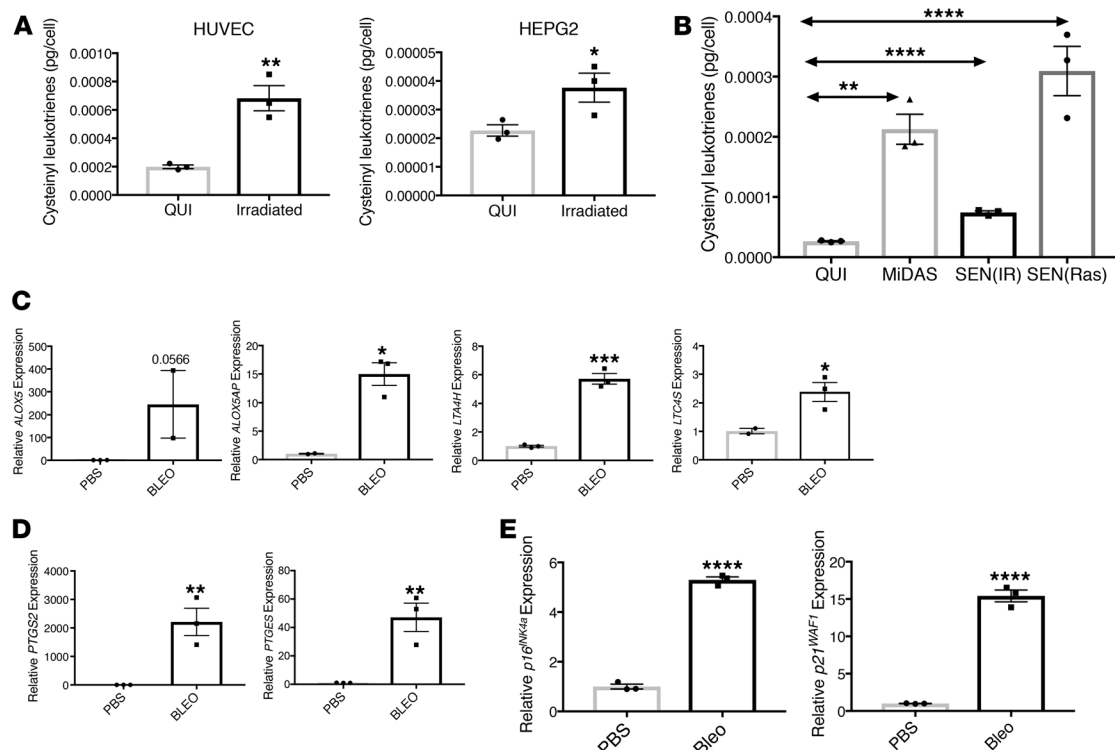 A
HUVEC
Cysteinyl leukotrienes (pg/cell)
0.0010
0.0008
0.0006
0.0004
0.0002
0.0000
**
QUI
Irradiated
HEPG2
Cysteinyl leukotrienes (pg/cell)
0.00005
0.00004
0.00003
0.00002
0.00001
0.00000
*
QUI
Irradiated
B
Cysteinyl leukotrienes (pg/cell)
0.0004
0.0003
0.0002
0.0001
0.0000
****
****
**
QUI
MiDAS
SEN(IR)
SEN(Ras)
C
Relative ALOX5 Expression
500
400
300
200
100
0
0.0566
PBS
BLEO
Relative ALOX5AP Expression
20
15
10
5
0
*
PBS
BLEO
Relative LTA4H Expression
8
6
4
2
0
***
PBS
BLEO
Relative LTC4S Expression
4
3
2
1
0
*
PBS
BLEO
D
Relative PTGS2 Expression
4000
3000
2000
1000
0
**
PBS
BLEO
Relative PTGES Expression
80
60
40
20
0
**
PBS
BLEO
E
Relative p16^INK4a Expression
6
4
2
0
****
PBS
Bleo
Relative p21^WAF1 Expression
20
15
10
5
0
****
PBS
Bleo